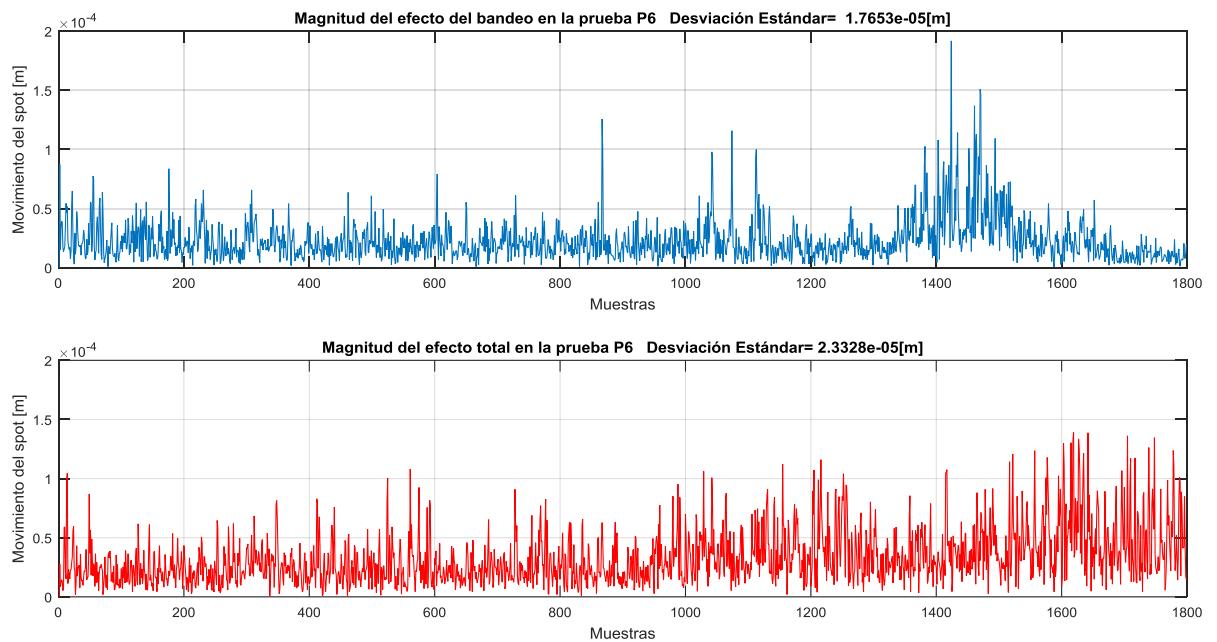 Magnitud del efecto del bandeo en la prueba P6 Desviación Estándar= 1.7653e-05[m]
×10-4
2
1.5
1
0.5
0
Movimiento del spot [m]
0 200 400 600 800 1000 1200 1400 1600 1800
Muestras
Magnitud del efecto total en la prueba P6 Desviación Estándar= 2.3328e-05[m]
×10-4
2
1.5
1
0.5
0
Movimiento del spot [m]
0 200 400 600 800 1000 1200 1400 1600 1800
Muestras